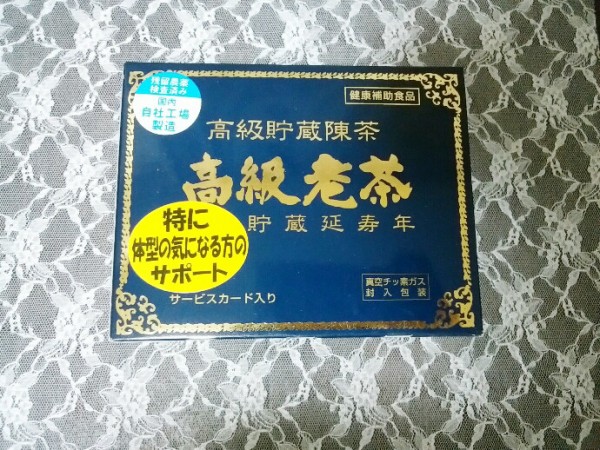 残留農薬
検査済み
国内
自社工場
製造
健康補助食品
高級貯蔵陳茶
高級老茶
貯蔵延寿年
特に
体型の気になる方の
サポート
真空チッ素ガス
封入包装
サービスカード入り